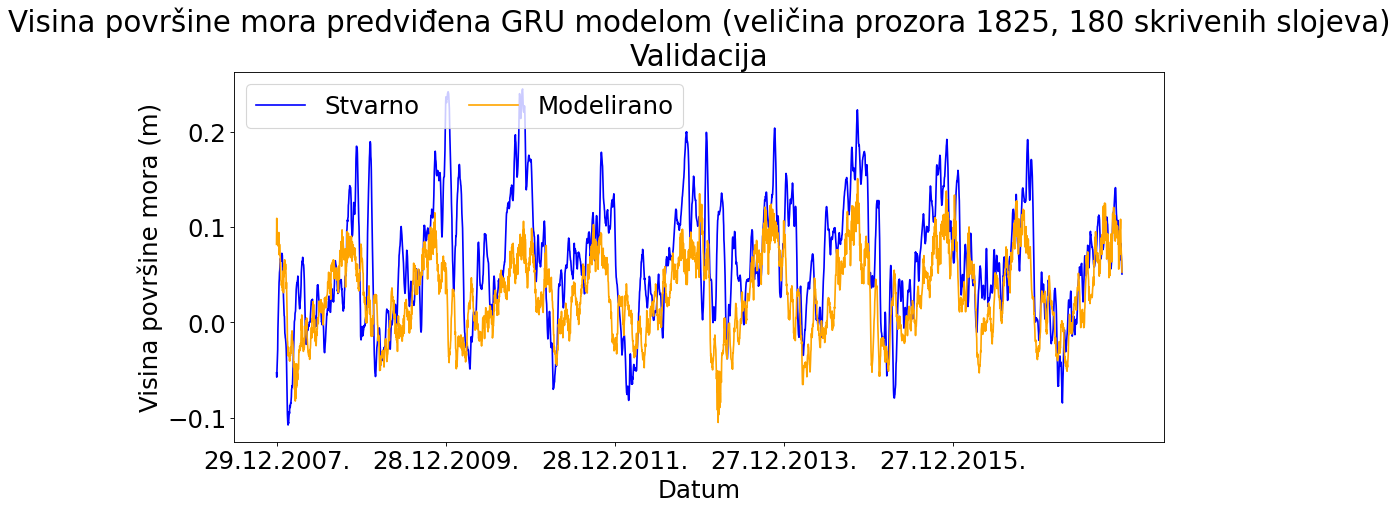 Visina površine mora predviđena GRU modelom (veličina prozora 1825, 180 skrivenih slojeva)
Validacija
Stvarno Modelirano
Visina površine mora (m)
0.2
0.1
0.0
−0.1
29.12.2007. 28.12.2009. 28.12.2011. 27.12.2013. 27.12.2015.
Datum